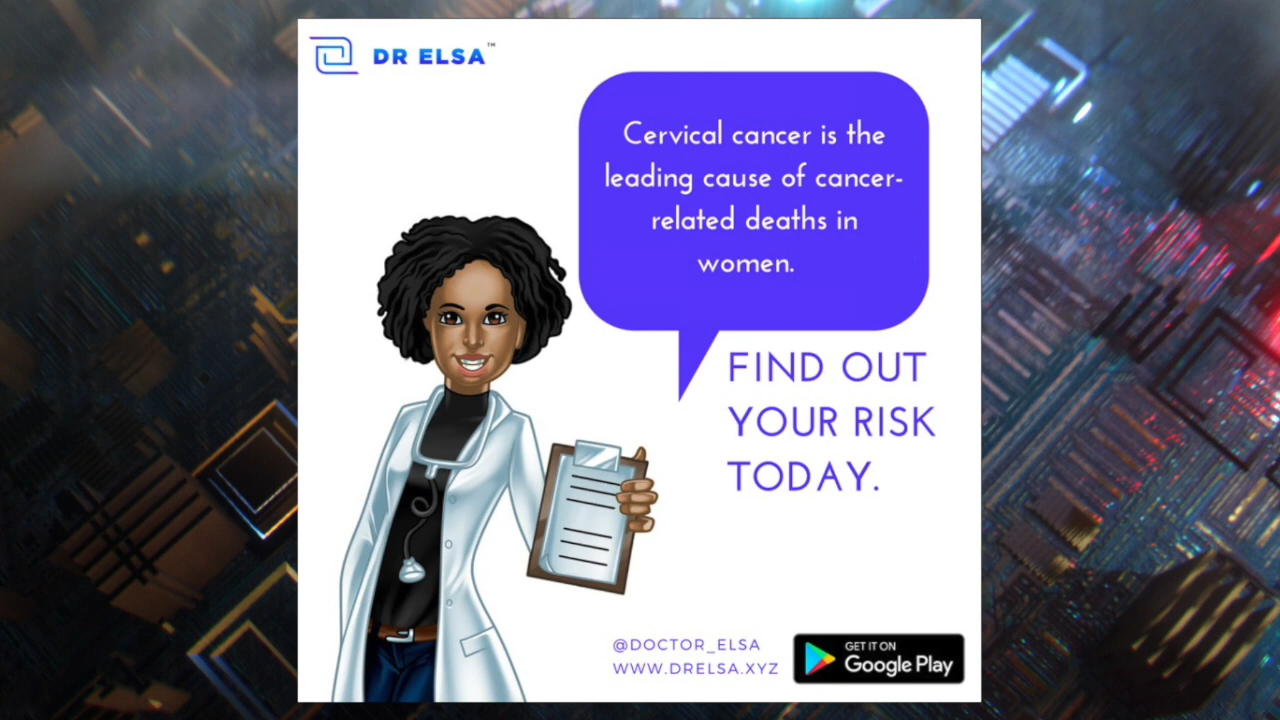 DR ELSA™
Cervical cancer is the
leading cause of cancer-
related deaths in
women.
FIND OUT
YOUR RISK
TODAY.
@DOCTOR_ELSA
WWW.DRELSA.XYZ
GET IT ON
Google Play